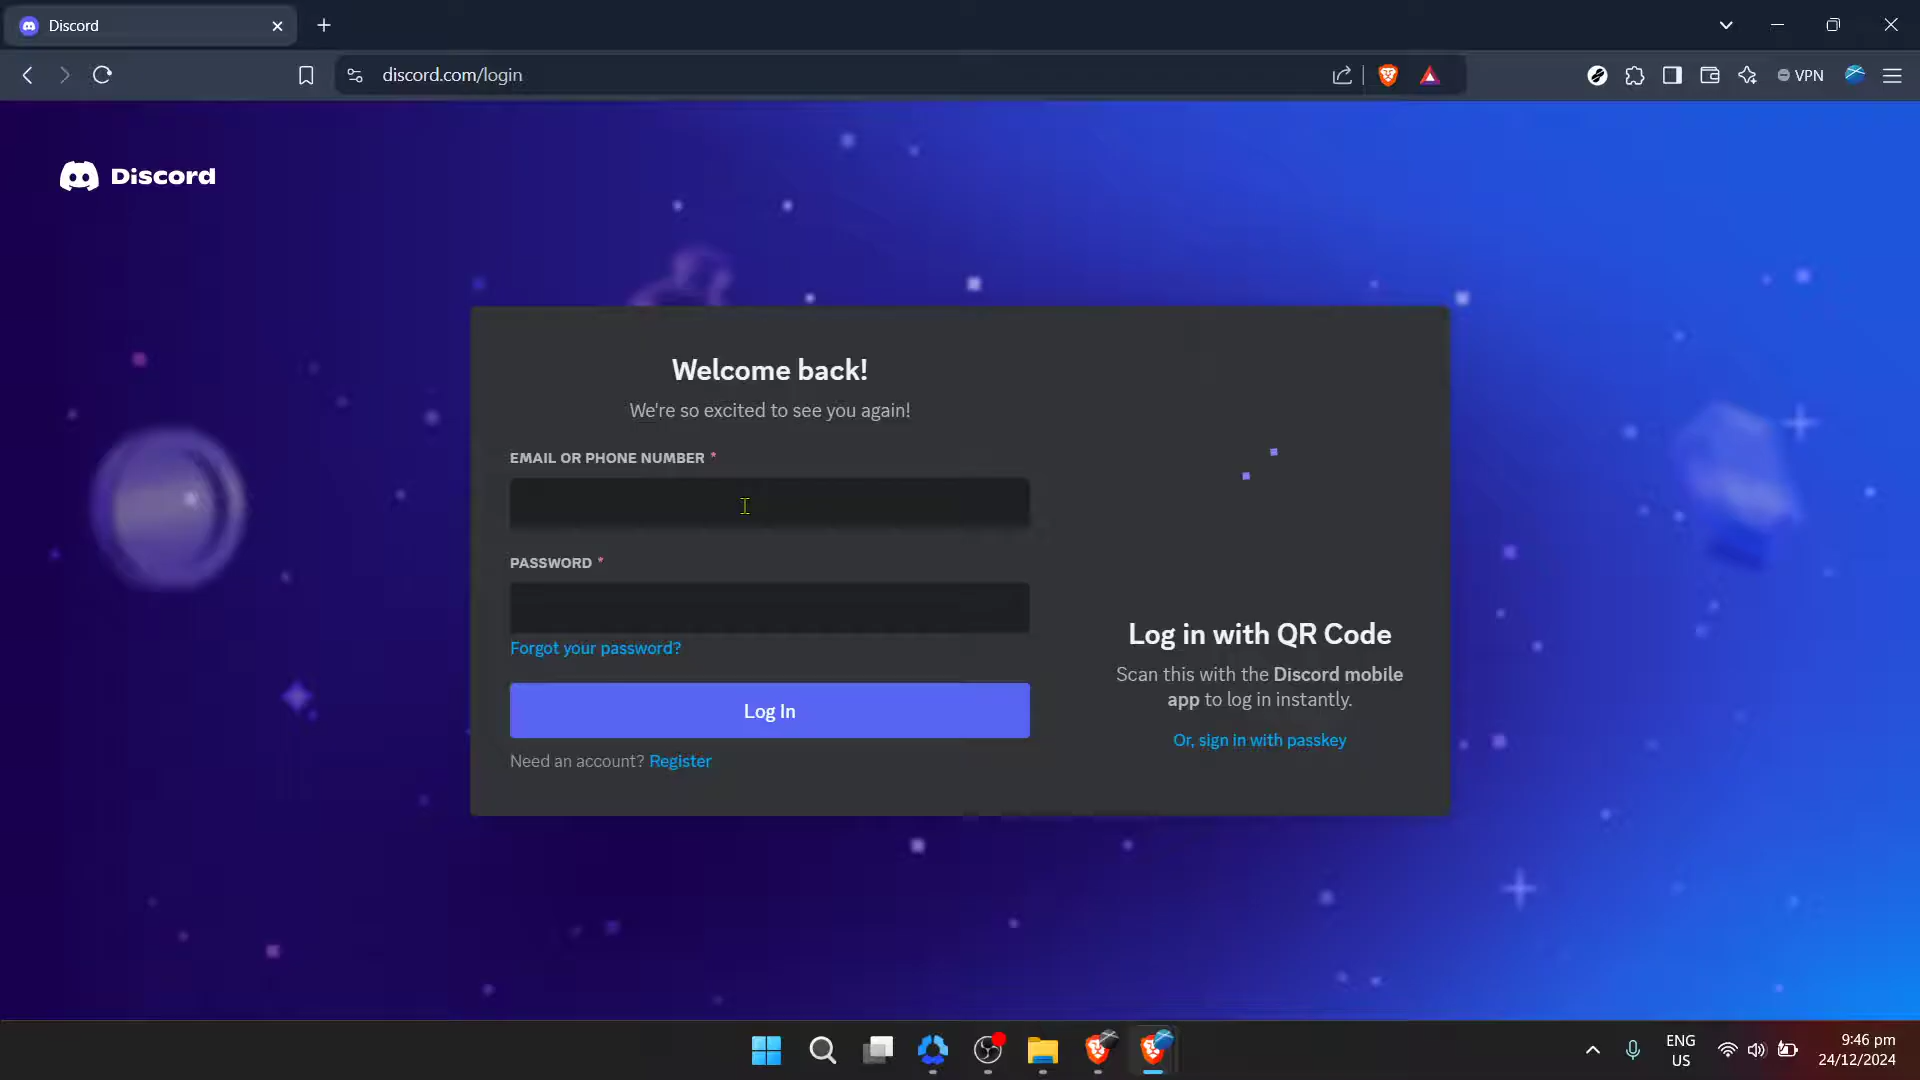 Discord
discord.com/login
VPN
Discord
Welcome back!
We're so excited to see you again!
EMAIL OR PHONE NUMBER *
PASSWORD *
Forgot your password?
Log In
Need an account? Register
Log in with QR Code
Scan this with the Discord mobile
app to log in instantly.
Or, sign in with passkey
ENG
US
9:46 pm
24/12/2024